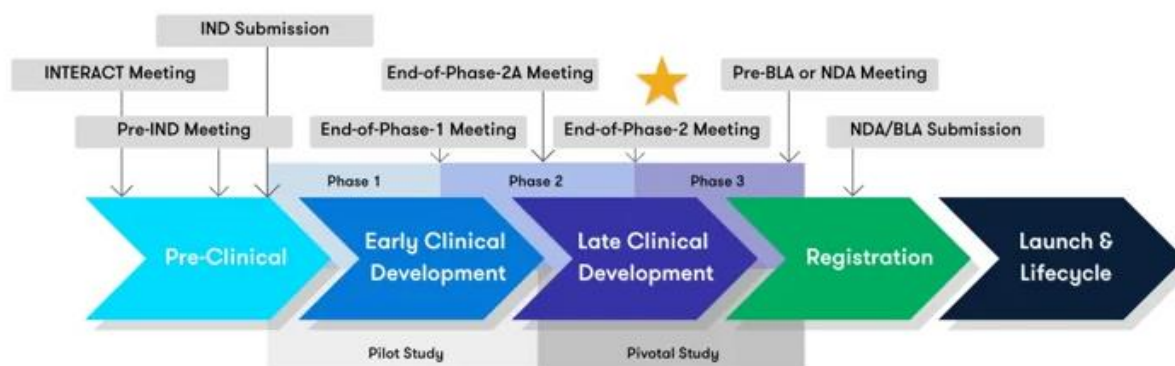 IND Submission
INTERACT Meeting
End-of-Phase-2A Meeting
Pre-BLA or NDA Meeting
Pre-IND Meeting
End-of-Phase-1 Meeting
End-of-Phase-2 Meeting
NDA/BLA Submission
Phase 1
Phase 2
Phase 3
Pre-Clinical
Early Clinical
Development
Late Clinical
Development
Registration
Launch &
Lifecycle
Pilot Study
Pivotal Study